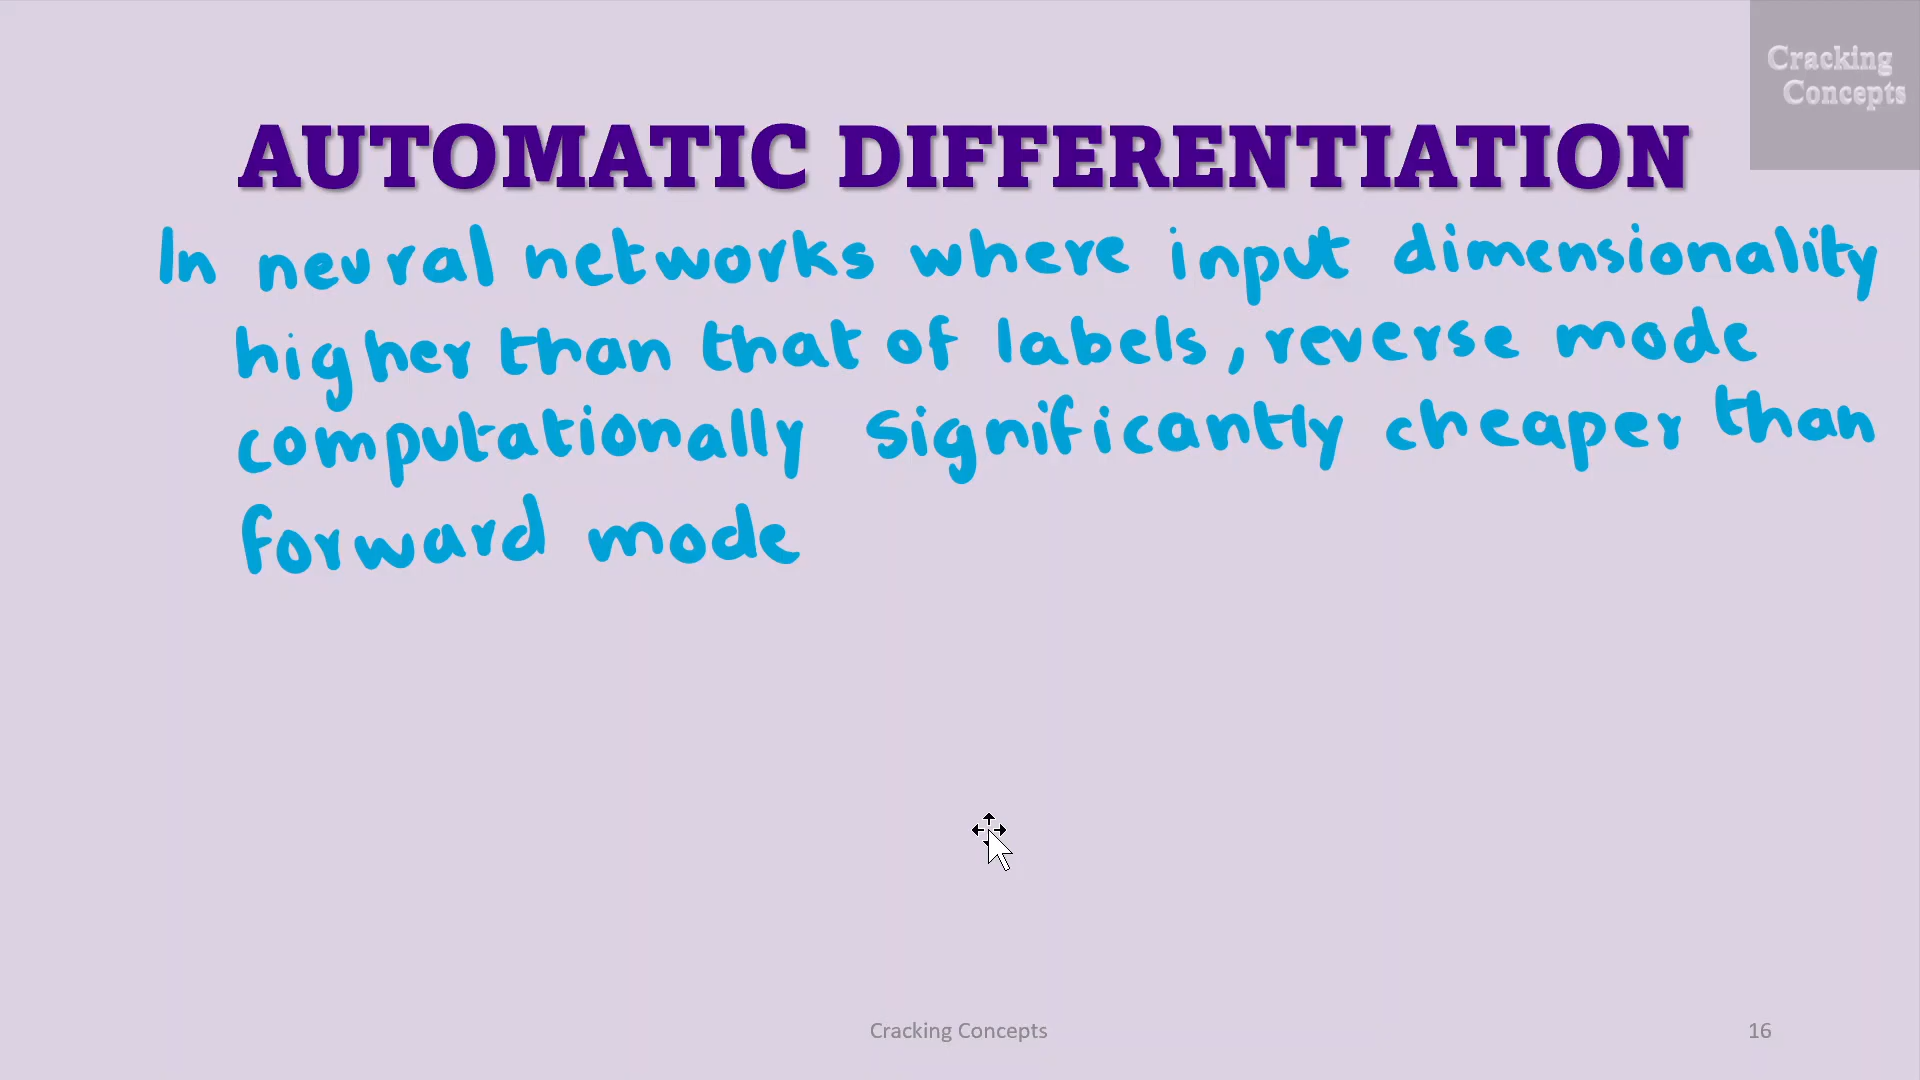 Cracking
Concepts
AUTOMATIC DIFFERENTIATION
In neural networks where input dimensionality
higher than that of labels, reverse mode
computationally significantly cheaper than
forward mode
Cracking Concepts
16